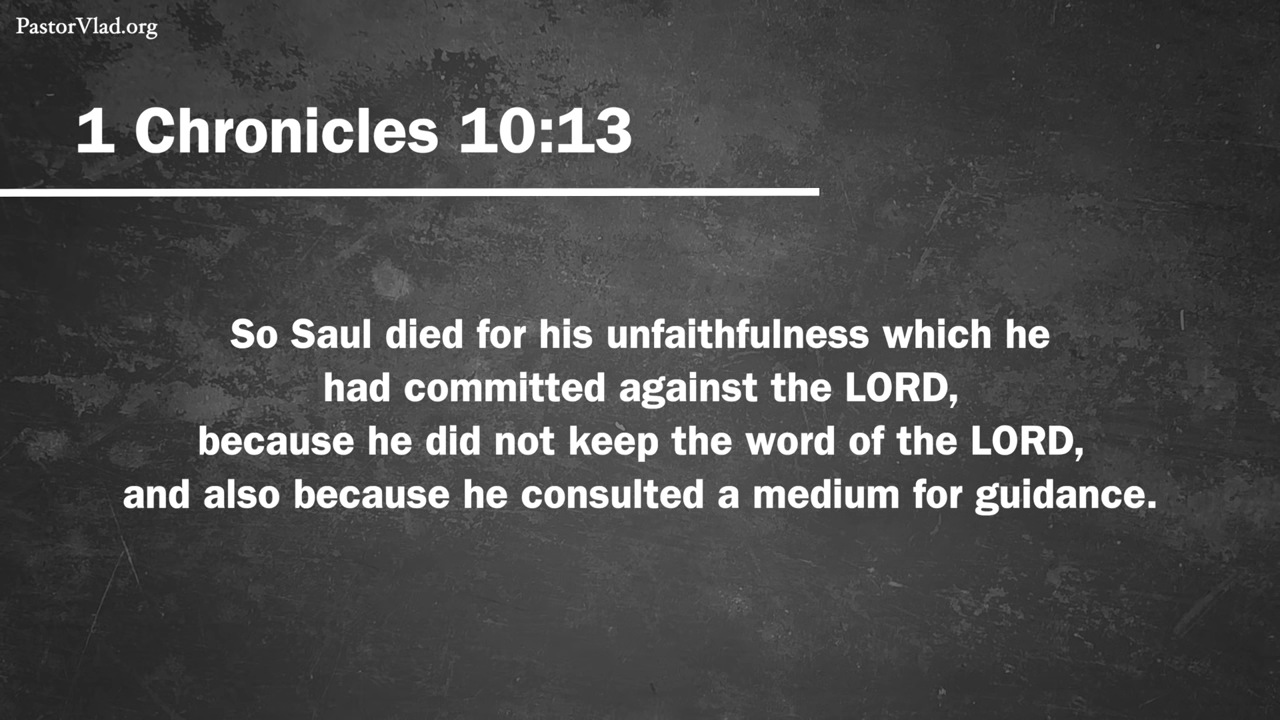 PastorVlad.org
1 Chronicles 10:13
So Saul died for his unfaithfulness which he
had committed against the LORD,
because he did not keep the word of the LORD,
and also because he consulted a medium for guidance.